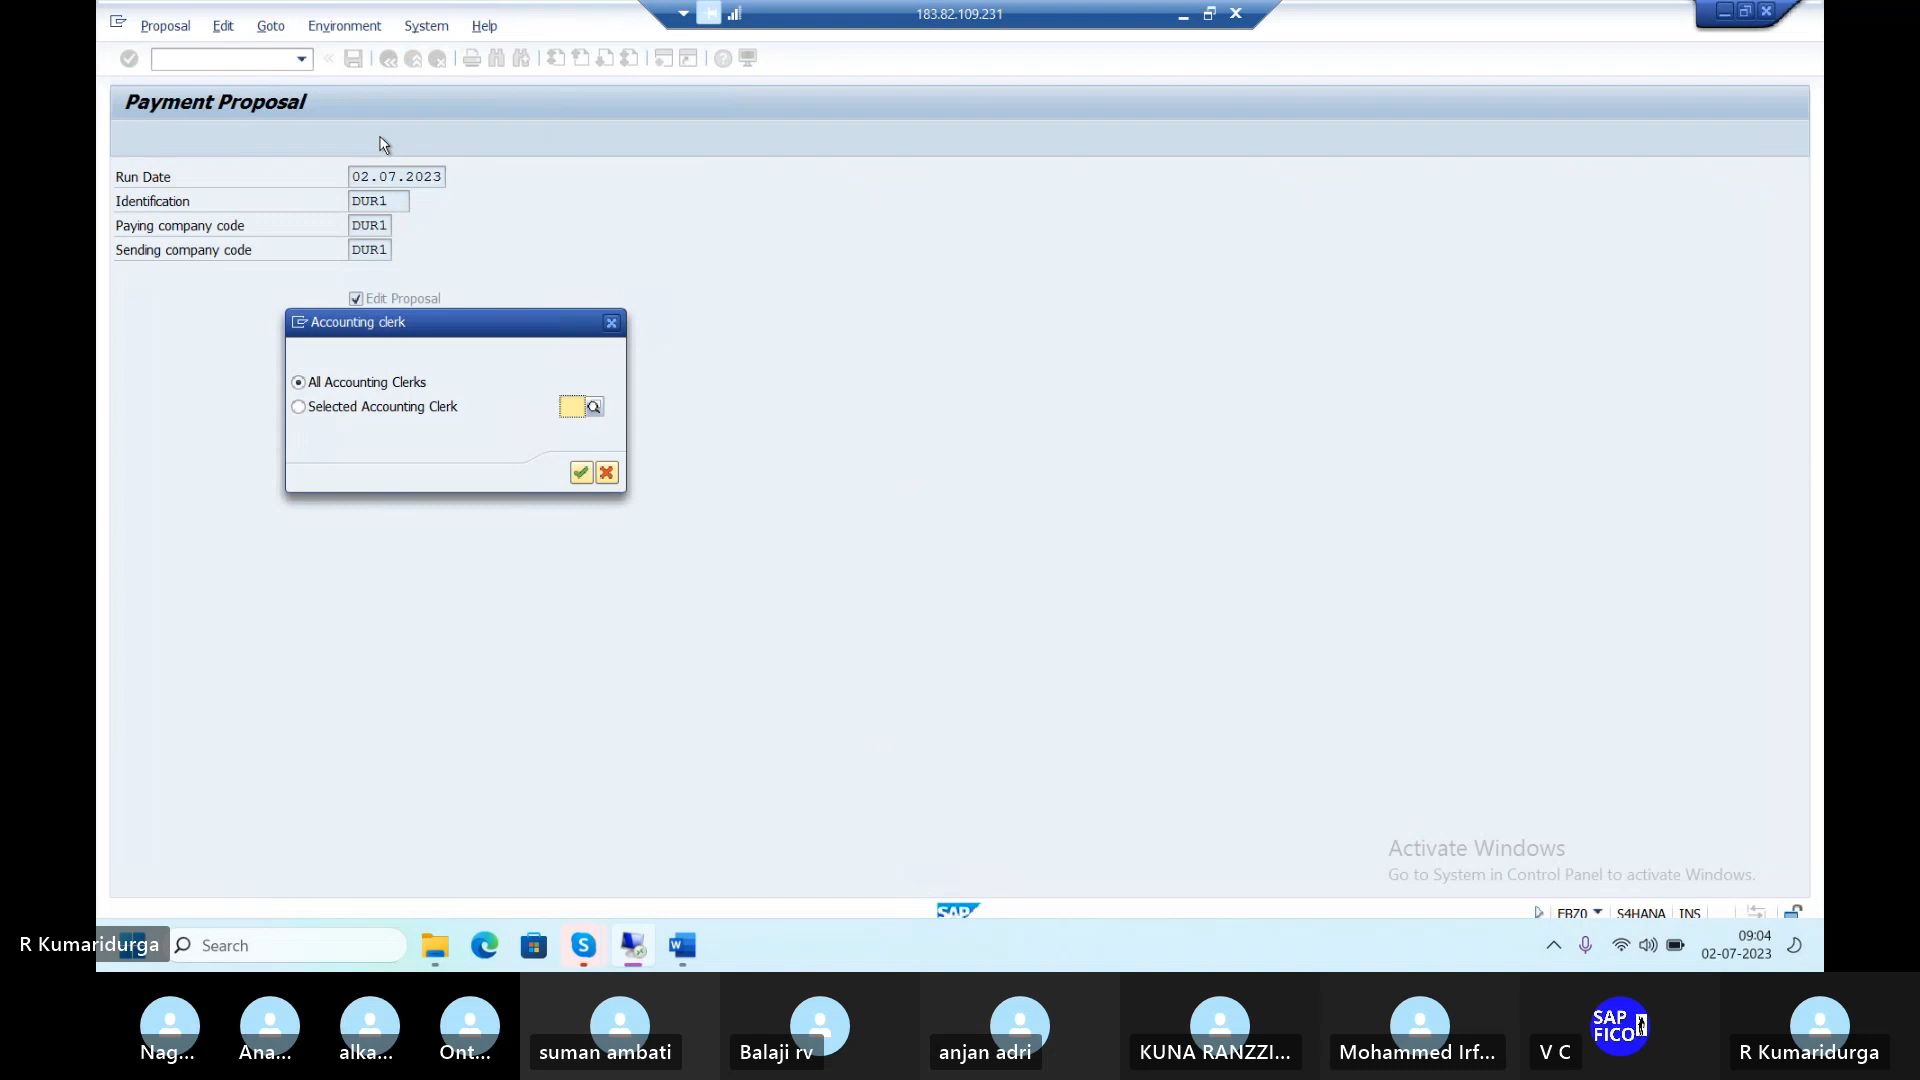 183.82.109.231
Proposal Edit Goto Environment System Help
Payment Proposal
Run Date 02.07.2023
Identification DUR1
Paying company code DUR1
Sending company code DUR1
Edit Proposal
Accounting clerk
All Accounting Clerks
Selected Accounting Clerk
Activate Windows
Go to System in Control Panel to activate Windows.
SAP
EBZ0 S4HANA INS
R Kumaridurga
Search
09:04
02-07-2023
SAP
FICO
Nag... Ana... alka... Ont... suman ambati Balaji rv anjan adri KUNA RANZZI... Mohammed Irf... V C R Kumaridurga